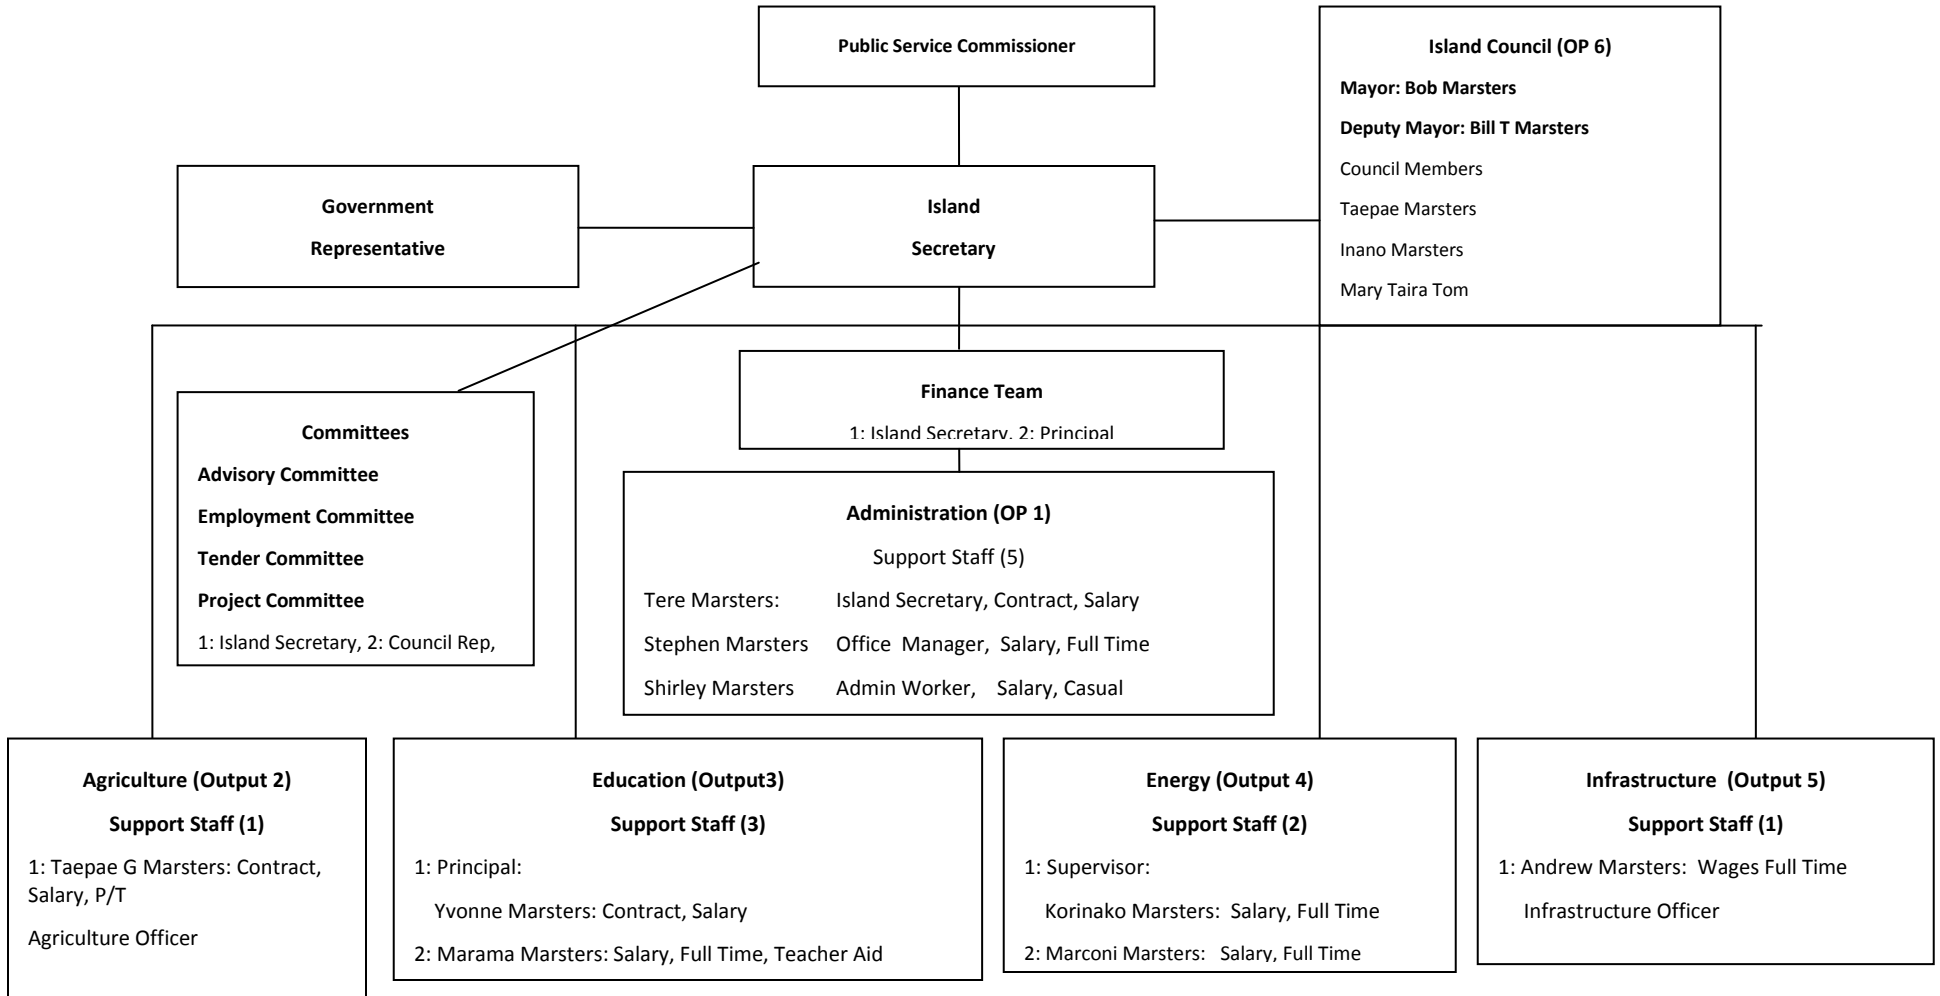 Public Service Commissioner
Island Council (OP 6)
Mayor: Bob Marsters
Deputy Mayor: Bill T Marsters
Council Members
Taepae Marsters
Inano Marsters
Mary Taira Tom
Government
Representative
Island
Secretary
Finance Team
1: Island Secretary, 2: Principal
Committees
Advisory Committee
Employment Committee
Tender Committee
Project Committee
1: Island Secretary, 2: Council Rep,
Administration (OP 1)
Support Staff (5)
Tere Marsters: Island Secretary, Contract, Salary
Stephen Marsters Office Manager, Salary, Full Time
Shirley Marsters Admin Worker, Salary, Casual
Agriculture (Output 2)
Support Staff (1)
1: Taepae G Marsters: Contract,
Salary, P/T
Agriculture Officer
Education (Output3)
Support Staff (3)
1: Principal:
Yvonne Marsters: Contract, Salary
2: Marama Marsters: Salary, Full Time, Teacher Aid
Energy (Output 4)
Support Staff (2)
1: Supervisor:
Korinako Marsters: Salary, Full Time
2: Marconi Marsters: Salary, Full Time
Infrastructure (Output 5)
Support Staff (1)
1: Andrew Marsters: Wages Full Time
Infrastructure Officer